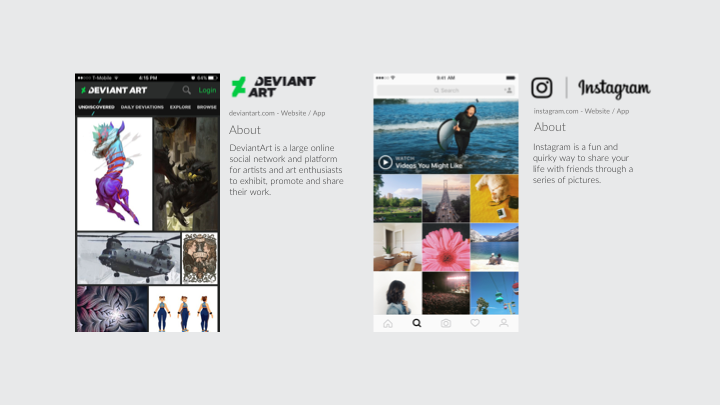 T-Mobile 4:15 PM 64%
DEVIANT ART Login
UNDISCOVERED DAILY DEVIATIONS EXPLORE BROWSE
DEVIANT
ART
deviantart.com - Website / App
About
DeviantArt is a large online
social network and platform
for artists and art enthusiasts
to exhibit, promote and share
their work.
9:41 AM
Search
WATCH
Videos You Might Like
Instagram
instagram.com - Website / App
About
Instagram is a fun and
quirky way to share your
life with friends through a
series of pictures.